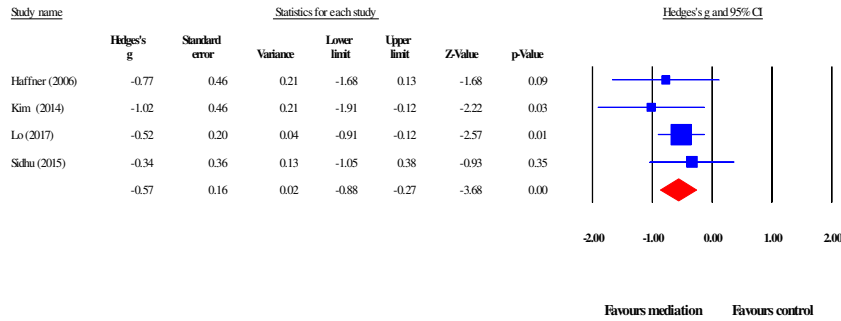 Study name Statistics for each study Hedges's g and 95% CI
Hedges's g Standard error Variance Lower limit Upper limit Z-Value p-Value
Haffner (2006) -0.77 0.46 0.21 -1.68 0.13 -1.68 0.09
Kim (2014) -1.02 0.46 0.21 -1.91 -0.12 -2.22 0.03
Lo (2017) -0.52 0.20 0.04 -0.91 -0.12 -2.57 0.01
Sidhu (2015) -0.34 0.36 0.13 -1.05 0.38 -0.93 0.35
-0.57 0.16 0.02 -0.88 -0.27 -3.68 0.00
-2.00 -1.00 0.00 1.00 2.00
Favours mediation Favours control